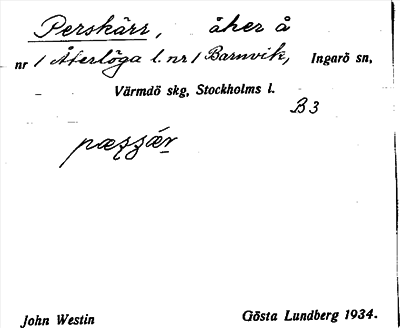 Perskärr, åker å
nr 1 Återlöga l. nr 1 Barnvik, Ingarö sn,
Värmdö skg, Stockholms l.
B 3
John Westin Gösta Lundberg 1934.